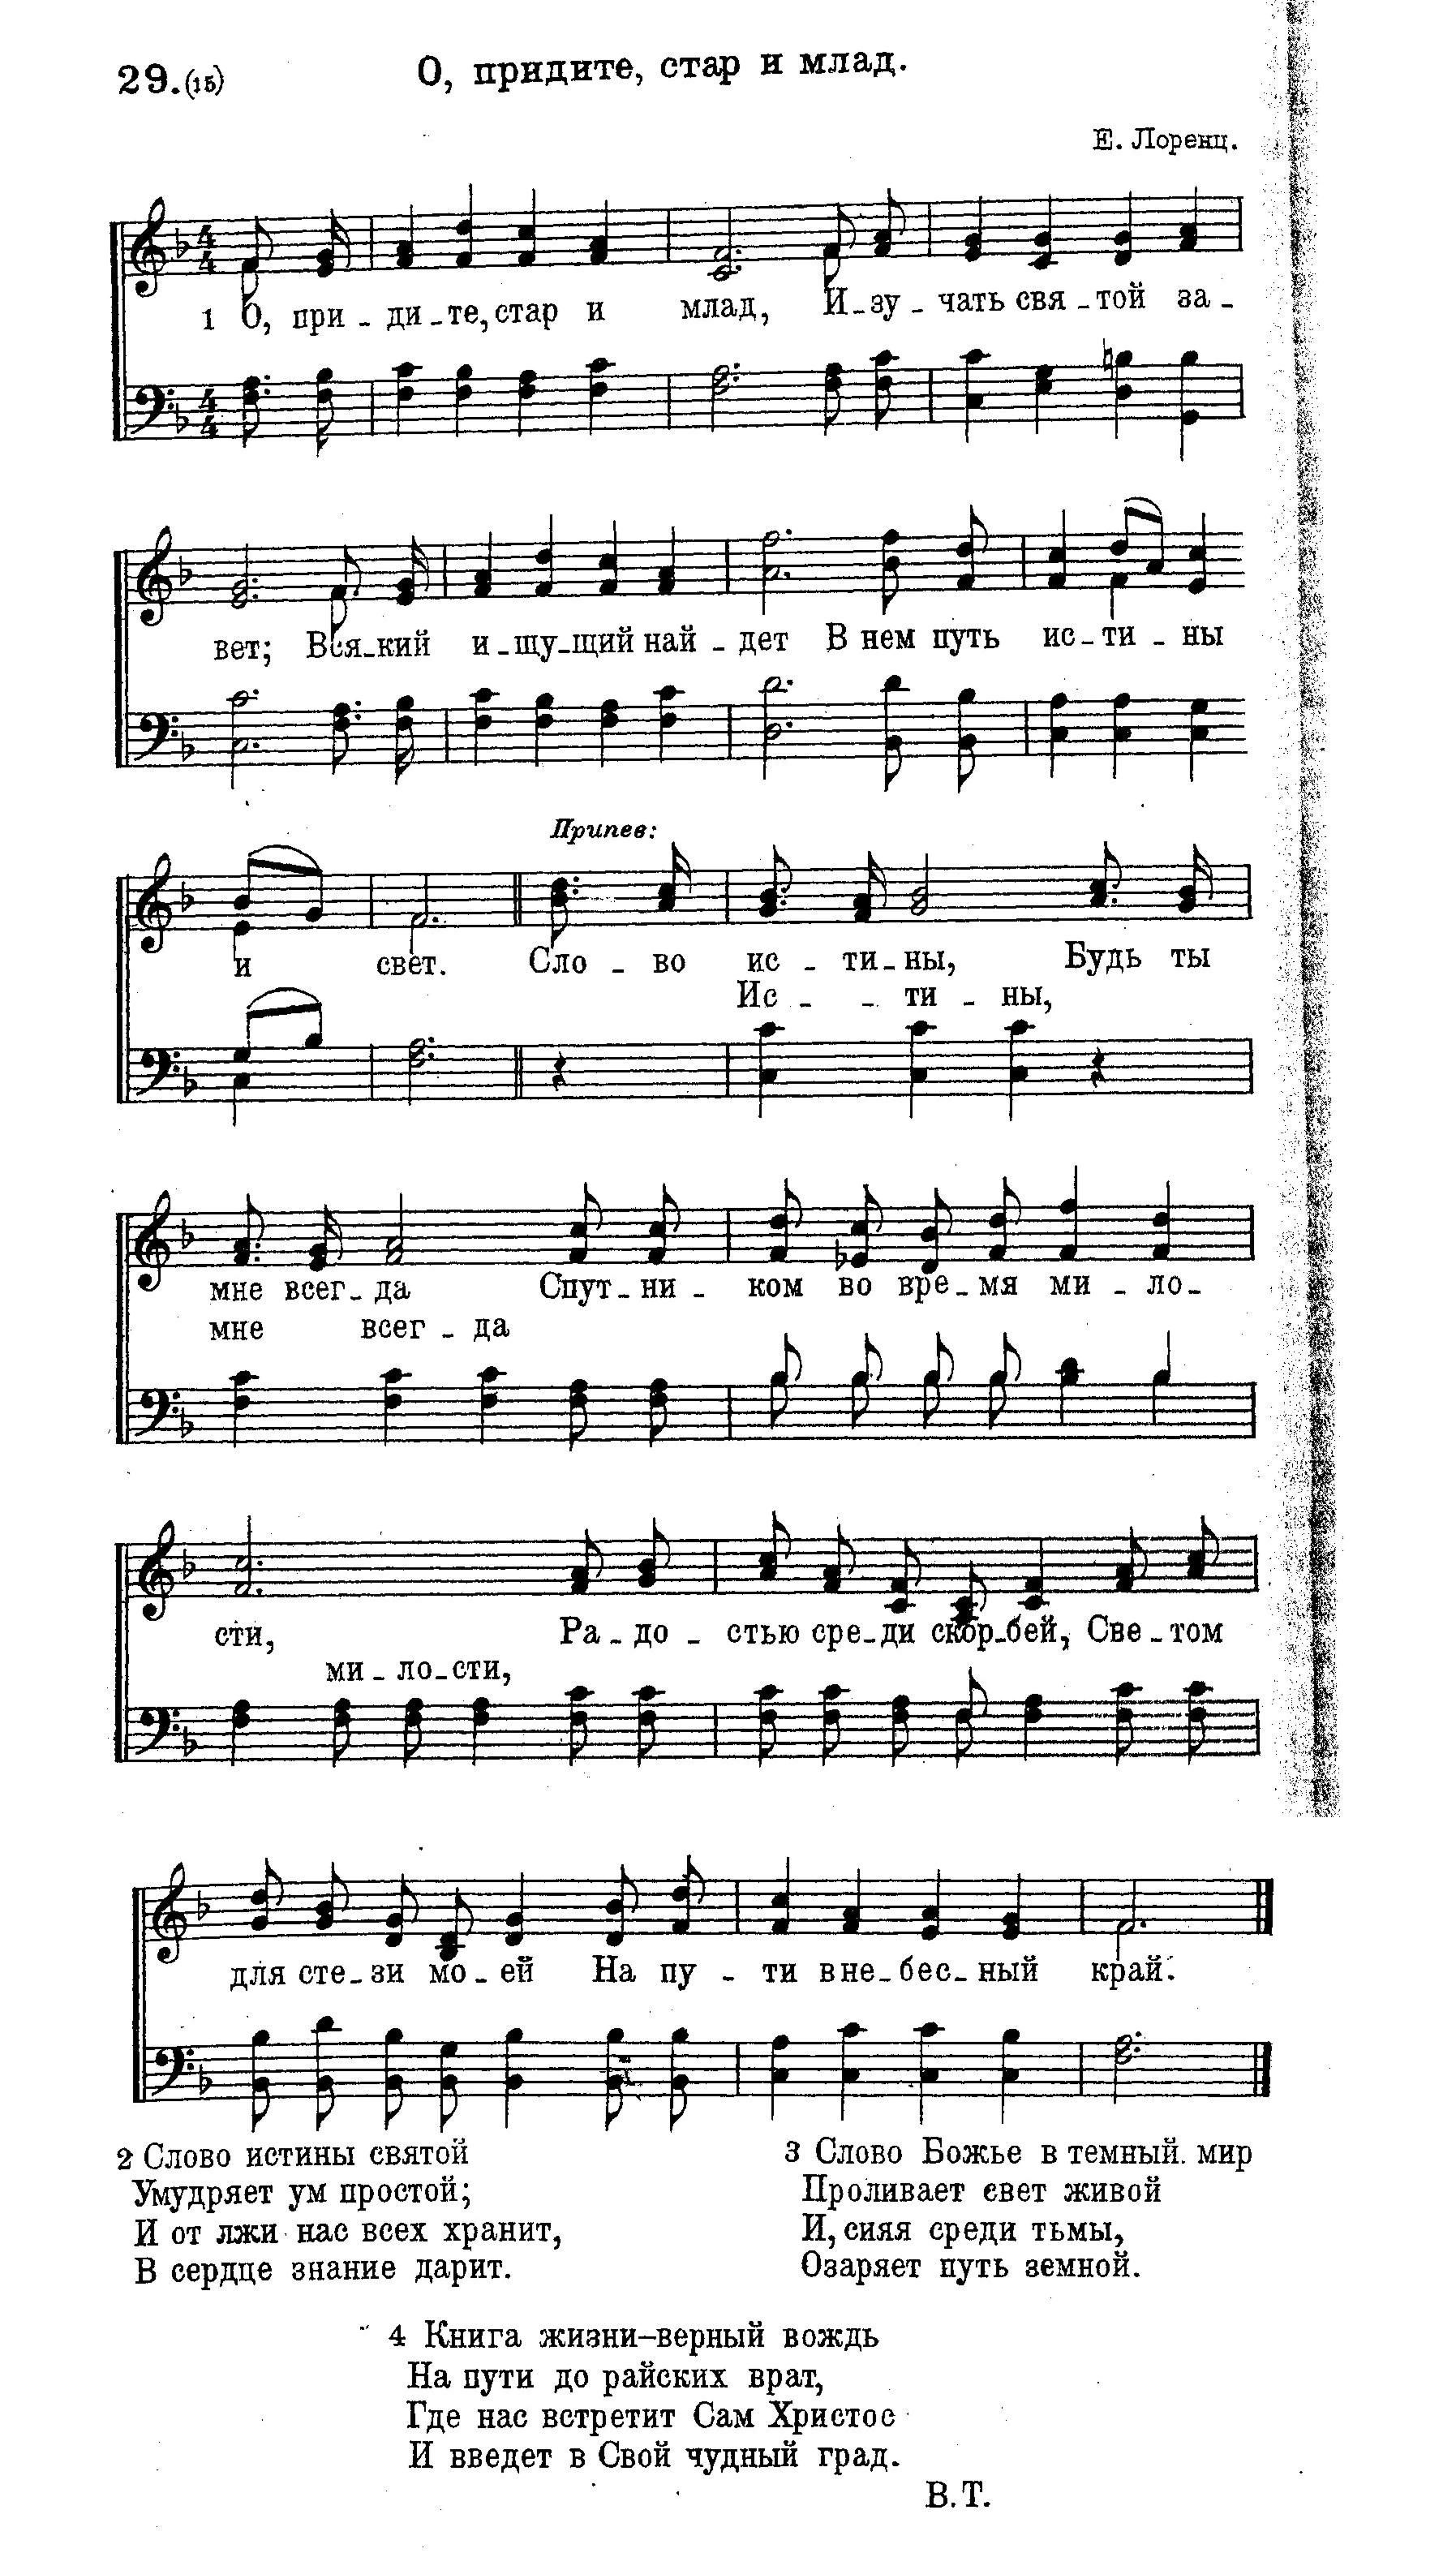 29.(15) О, придите, стар и млад.
Е. Лоренц.
1 О, при - ди - те, стар и млад, И - зу - чать свя - той за -
вет; Вся - кий и - щу - щий най - дет В нем путь ис - ти - ны
Припев:
и свет. Сло - во ис - ти - ны, Будь ты
Ис - - ти - ны,
мне всег - да Спут - ни - ком во вре - мя ми - ло -
мне всег - да
сти, Ра - до - стью сре - ди скор - бей, Све - том
ми - ло - сти,
для сте - зи мо - ей На пу - ти в не - бес - ный край.
2 Слово истины святой
Умудряет ум простой;
И от лжи нас всех хранит,
В сердце знание дарит.
3 Слово Божье в темный мир
Проливает свет живой
И, сияя среди тьмы,
Озаряет путь земной.
4 Книга жизни—верный вождь
На пути до райских врат,
Где нас встретит Сам Христос
И введет в Свой чудный град.
В. Т.